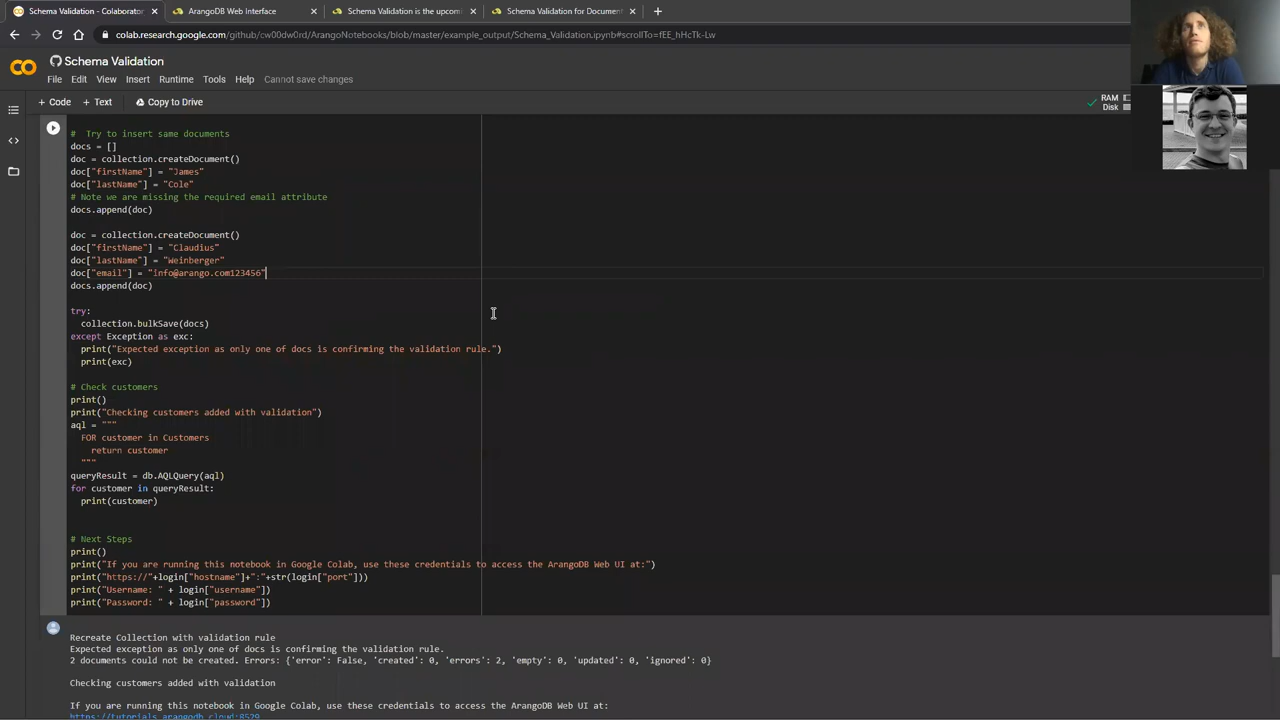 Schema Validation - Colaborato
ArangoDB Web Interface
Schema Validation is the upcom
Schema Validation for Document
colab.research.google.com/github/cw00dw0rd/ArangoNotebooks/blob/master/example_output/Schema_Validation.ipynb#scrollTo=fEE_hHcTk-Lw
Schema Validation
File Edit View Insert Runtime Tools Help Cannot save changes
+ Code + Text Copy to Drive
RAM
Disk
# Try to insert same documents
docs = []
doc = collection.createDocument()
doc["firstName"] = "James"
doc["lastName"] = "Cole"
# Note we are missing the required email attribute
docs.append(doc)
doc = collection.createDocument()
doc["firstName"] = "Claudius"
doc["lastName"] = "Weinberger"
doc["email"] = "info@arango.com123456"
docs.append(doc)
try:
collection.bulkSave(docs)
except Exception as exc:
print("Expected exception as only one of docs is confirming the validation rule.")
print(exc)
# Check customers
print()
print("Checking customers added with validation")
aql = """
FOR customer in Customers
return customer
"""
queryResult = db.AQLQuery(aql)
for customer in queryResult:
print(customer)
# Next Steps
print()
print("If you are running this notebook in Google Colab, use these credentials to access the ArangoDB Web UI at:")
print("https://"+login["hostname"]+":"+str(login["port"]))
print("Username: " + login["username"])
print("Password: " + login["password"])
Recreate Collection with validation rule
Expected exception as only one of docs is confirming the validation rule.
2 documents could not be created. Errors: {'error': False, 'created': 0, 'errors': 2, 'empty': 0, 'updated': 0, 'ignored': 0}
Checking customers added with validation
If you are running this notebook in Google Colab, use these credentials to access the ArangoDB Web UI at:
https://tutorials.arangodb.cloud:8529